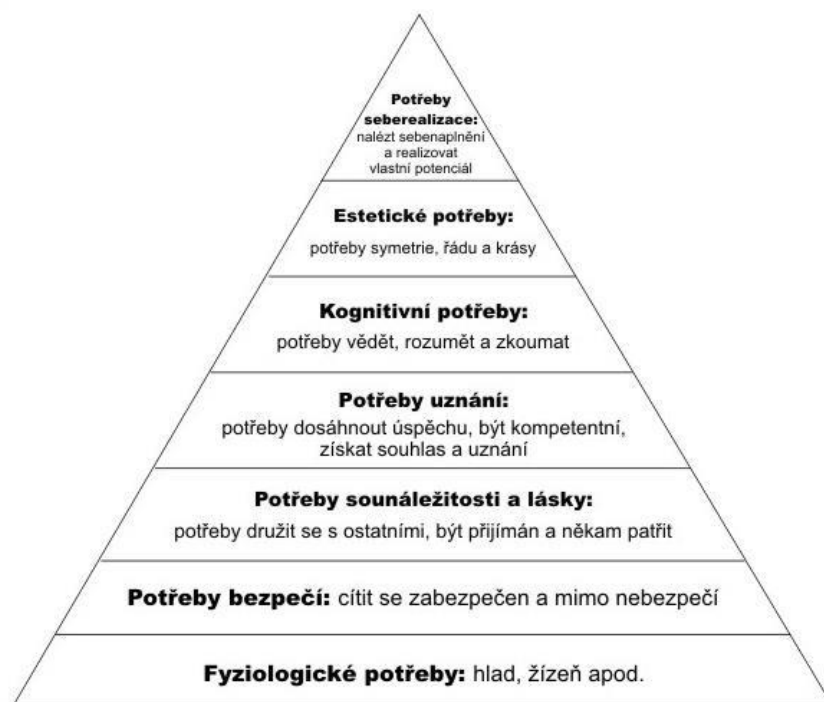 Potřeby
seberealizace:
nalézt sebenaplnění
a realizovat
vlastní potenciál
Estetické potřeby:
potřeby symetrie, řádu a krásy
Kognitivní potřeby:
potřeby vědět, rozumět a zkoumat
Potřeby uznání:
potřeby dosáhnout úspěchu, být kompetentní,
získat souhlas a uznání
Potřeby sounáležitosti a lásky:
potřeby družit se s ostatními, být přijímán a někam patřit
Potřeby bezpečí: cítit se zabezpečen a mimo nebezpečí
Fyziologické potřeby: hlad, žízeň apod.